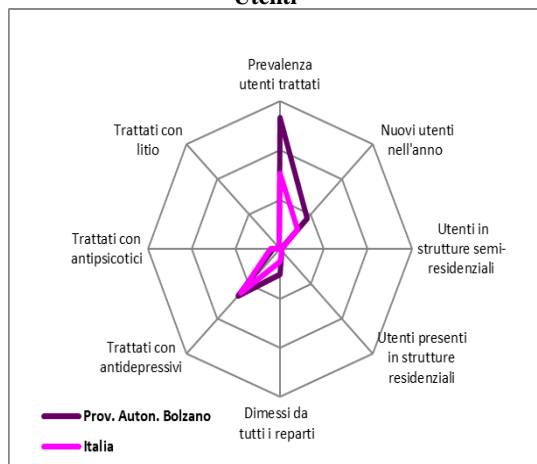 Utenti
Prevalenza
utenti trattati
Trattati con
litio
Nuovi utenti
nell'anno
Trattati con
antipsicotici
Utenti in
strutture semi-
residenziali
Trattati con
antidepressivi
Utenti presenti
in strutture
residenziali
Dimessi da
tutti i reparti
Prov. Auton. Bolzano
Italia